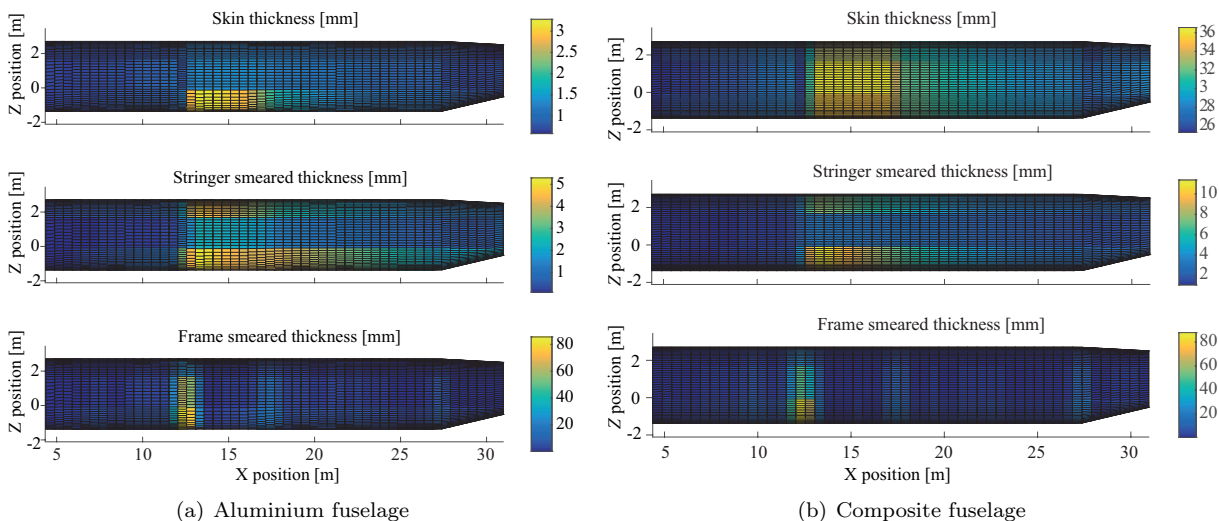 Skin thickness [mm]
Z position [m]
2
0
-2
3
2.5
2
1.5
1
Stringer smeared thickness [mm]
Z position [m]
2
0
-2
5
4
3
2
1
Frame smeared thickness [mm]
Z position [m]
2
0
-2
80
60
40
20
5 10 15 20 25 30
X position [m]
(a) Aluminium fuselage
Skin thickness [mm]
Z position [m]
2
0
-2
36
34
32
30
28
26
Stringer smeared thickness [mm]
Z position [m]
2
0
-2
10
8
6
4
2
Frame smeared thickness [mm]
Z position [m]
2
0
-2
80
60
40
20
5 10 15 20 25 30
X position [m]
(b) Composite fuselage